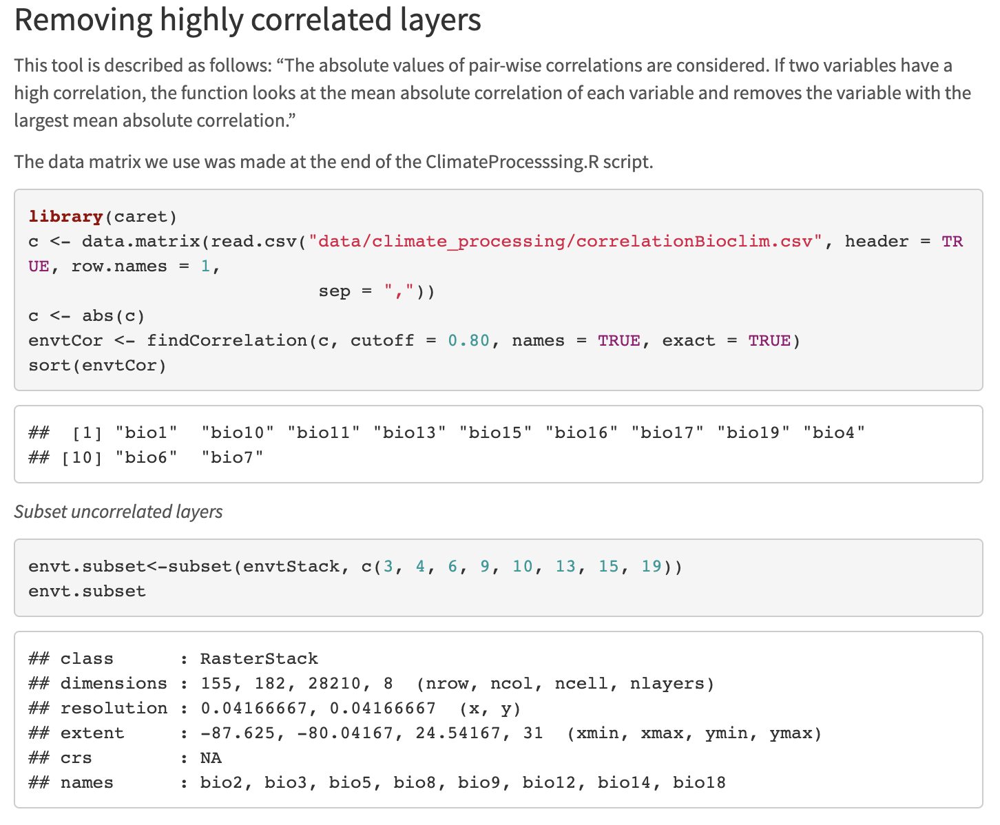 Removing highly correlated layers
This tool is described as follows: “The absolute values of pair-wise correlations are considered. If two variables have a
high correlation, the function looks at the mean absolute correlation of each variable and removes the variable with the
largest mean absolute correlation.”
The data matrix we use was made at the end of the ClimateProcesssing.R script.
library(caret)
c <- data.matrix(read.csv("data/climate_processing/correlationBioclim.csv", header = TR
UE, row.names = 1,
                           sep = ","))
c <- abs(c)
envtCor <- findCorrelation(c, cutoff = 0.80, names = TRUE, exact = TRUE)
sort(envtCor)
##  [1] "bio1"  "bio10" "bio11" "bio13" "bio15" "bio16" "bio17" "bio19" "bio4"
## [10] "bio6"  "bio7"
Subset uncorrelated layers
envt.subset<-subset(envtStack, c(3, 4, 6, 9, 10, 13, 15, 19))
envt.subset
## class      : RasterStack
## dimensions : 155, 182, 28210, 8  (nrow, ncol, ncell, nlayers)
## resolution : 0.04166667, 0.04166667  (x, y)
## extent     : -87.625, -80.04167, 24.54167, 31  (xmin, xmax, ymin, ymax)
## crs        : NA
## names      : bio2, bio3, bio5, bio8, bio9, bio12, bio14, bio18